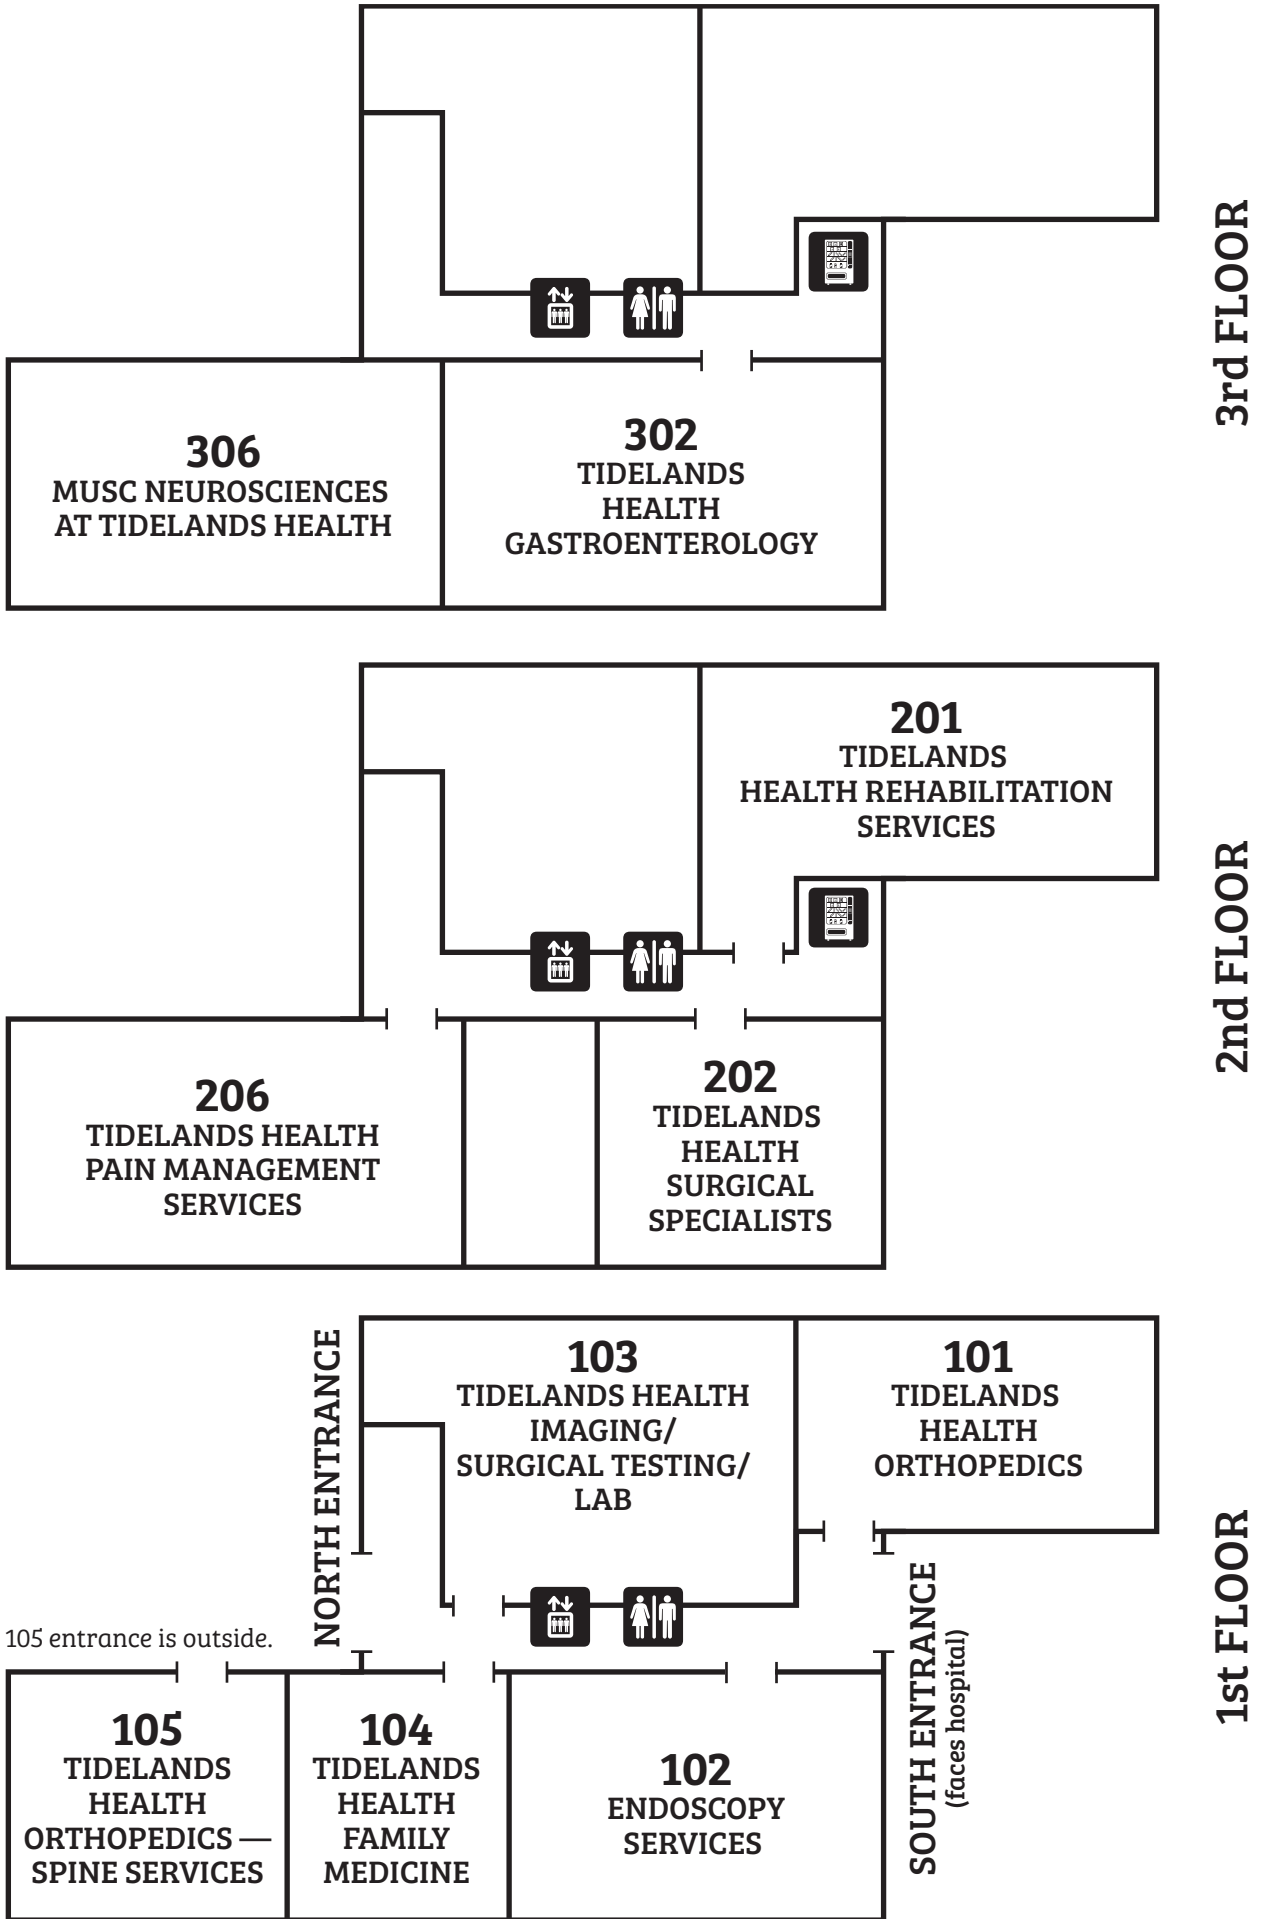 3rd FLOOR
306
MUSC NEUROSCIENCES
AT TIDELANDS HEALTH
302
TIDELANDS
HEALTH
GASTROENTEROLOGY
2nd FLOOR
201
TIDELANDS
HEALTH REHABILITATION
SERVICES
206
TIDELANDS HEALTH
PAIN MANAGEMENT
SERVICES
202
TIDELANDS
HEALTH
SURGICAL
SPECIALISTS
1st FLOOR
NORTH ENTRANCE
103
TIDELANDS HEALTH
IMAGING/
SURGICAL TESTING/
LAB
101
TIDELANDS
HEALTH
ORTHOPEDICS
105 entrance is outside.
SOUTH ENTRANCE
(faces hospital)
105
TIDELANDS
HEALTH
ORTHOPEDICS —
SPINE SERVICES
104
TIDELANDS
HEALTH
FAMILY
MEDICINE
102
ENDOSCOPY
SERVICES